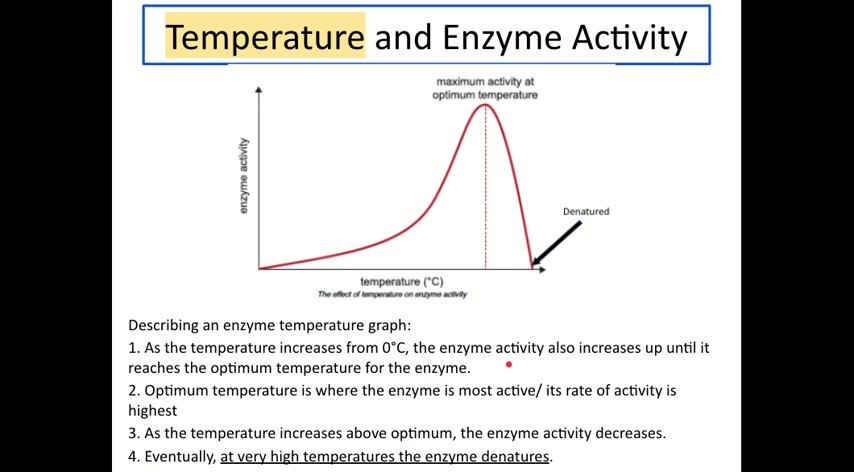 Temperature and Enzyme Activity
maximum activity at
optimum temperature
enzyme activity
Denatured
temperature (°C)
The effect of temperature on enzyme activity
Describing an enzyme temperature graph:
1. As the temperature increases from 0°C, the enzyme activity also increases up until it
reaches the optimum temperature for the enzyme.
2. Optimum temperature is where the enzyme is most active/ its rate of activity is
highest
3. As the temperature increases above optimum, the enzyme activity decreases.
4. Eventually, at very high temperatures the enzyme denatures.